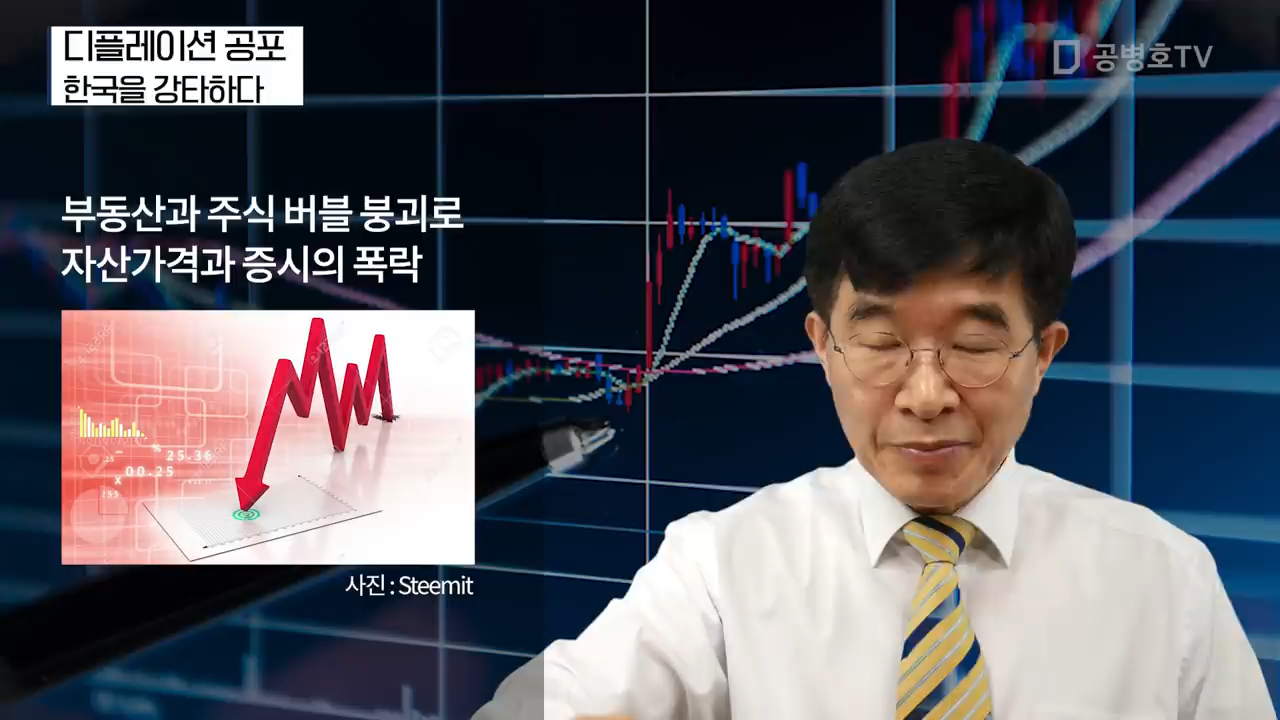 디플레이션 공포
한국을 강타하다
공병호TV
부동산과 주식 버블 붕괴로
자산가격과 증시의 폭락
25.36
00.25
x
155
사진 : Steemit